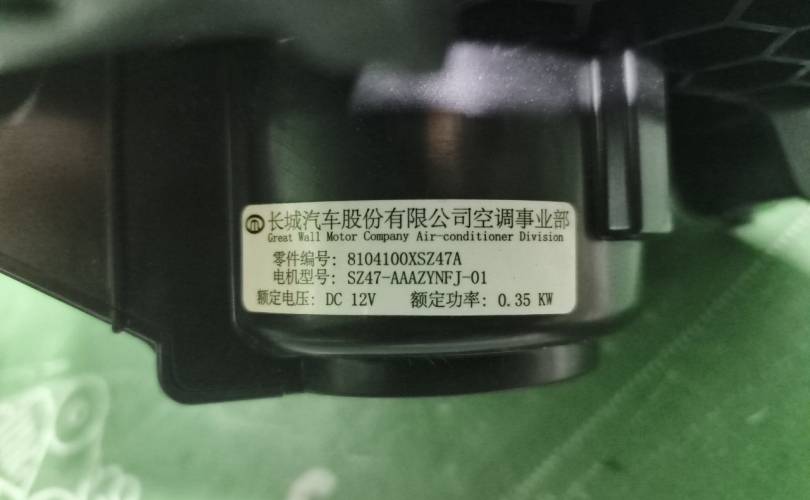 长城汽车股份有限公司空调事业部
Great Wall Motor Company Air-conditioner Division
零件编号: 8104100XSZ47A
电机型号: SZ47-AAAZYNFJ-01
额定电压: DC 12V 额定功率: 0.35 KW